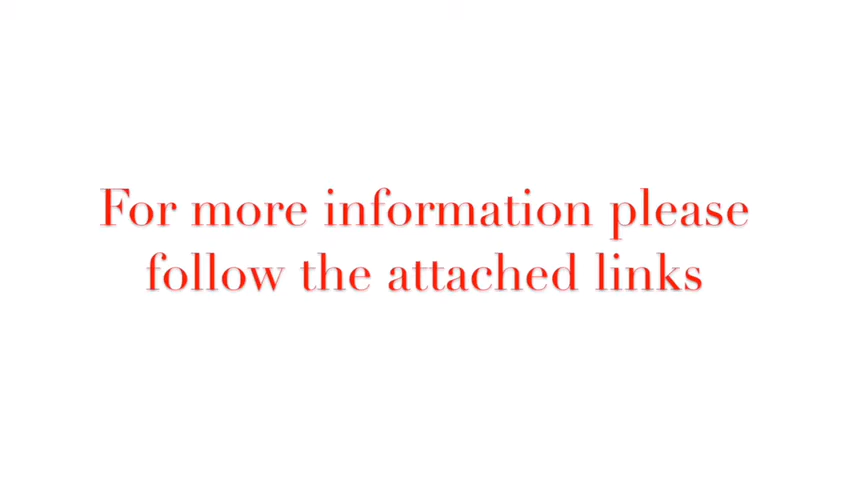 For more information please
follow the attached links